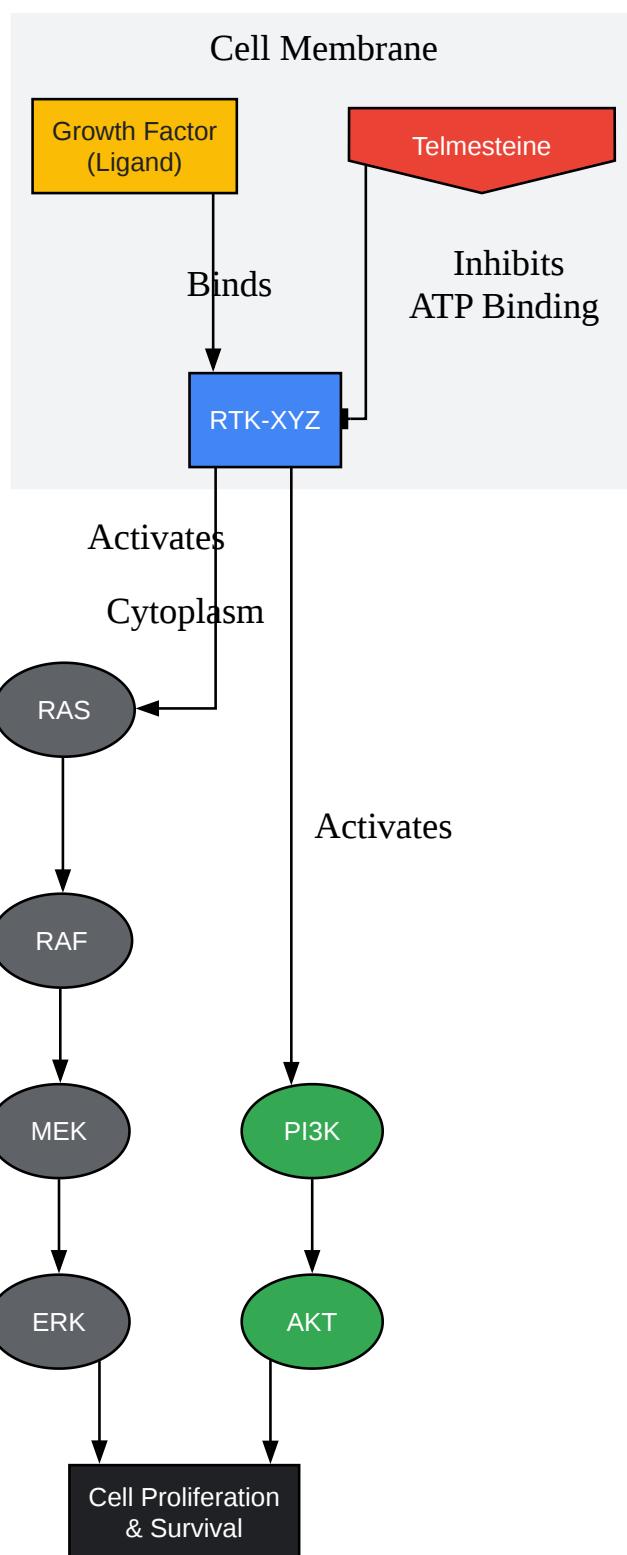 Cell Membrane
Growth Factor
(Ligand)
Telmesteine
Binds
Inhibits
ATP Binding
RTK-XYZ
Activates
Cytoplasm
RAS
Activates
RAF
MEK
PI3K
ERK
AKT
Cell Proliferation
& Survival